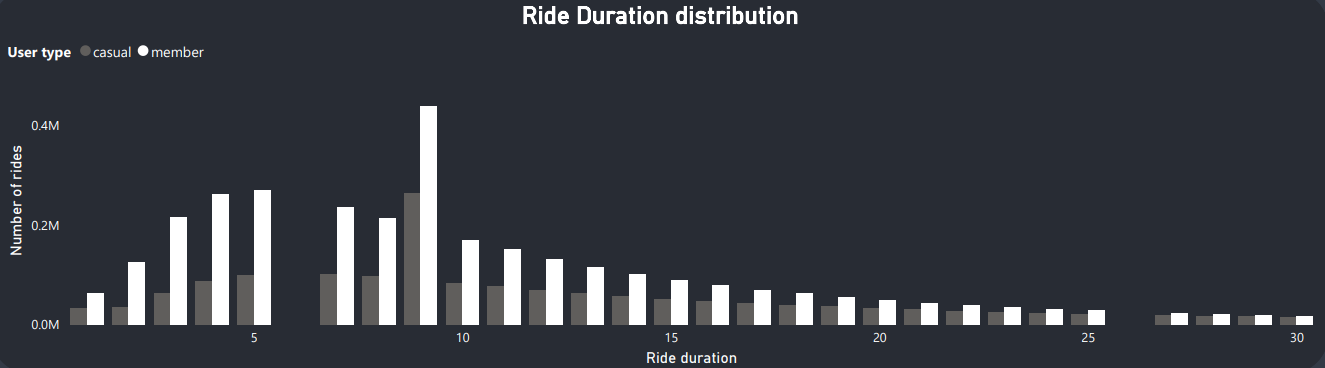 Ride Duration distribution
User type casual member
Number of rides
0.4M
0.2M
0.0M
5 10 15 20 25 30
Ride duration